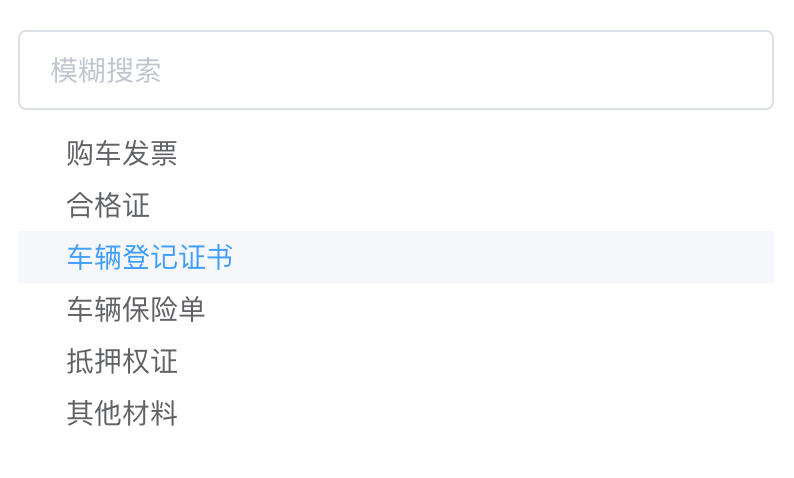 模糊搜索
购车发票
合格证
车辆登记证书
车辆保险单
抵押权证
其他材料